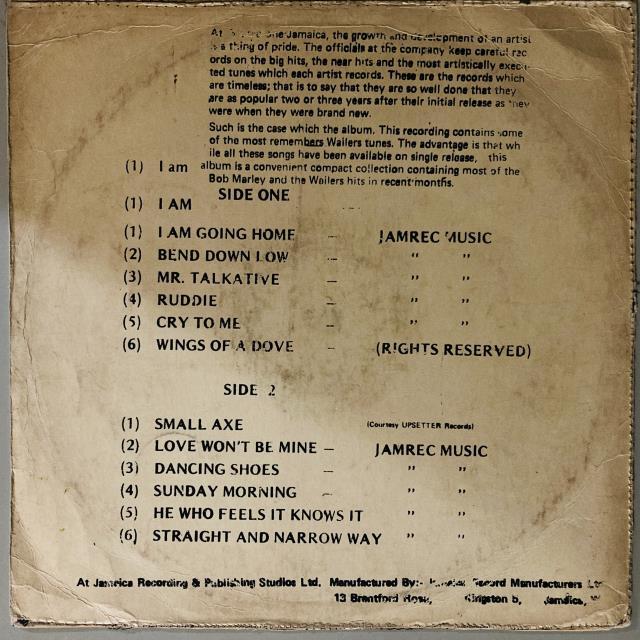 At Jamaica, the growth and development of an artist
is a thing of pride. The officials at the company keep careful rec
ords on the big hits, the near hits and the most artistically execu-
ted tunes which each artist records. These are the records which
are timeless; that is to say that they are so well done that they
are as popular two or three years after their initial release as they
were when they were brand new.
Such is the case which the album. This recording contains some
of the most remembers Wailers tunes. The advantage is that wh
ile all these songs have been available on single release, this
(1) I am album is a convenient compact collection containing most of the
Bob Marley and the Wailers hits in recent months.
SIDE ONE
(1) I AM
(1) I AM GOING HOME — JAMREC MUSIC
(2) BEND DOWN LOW — " "
(3) MR. TALKATIVE — " "
(4) RUDDIE — " "
(5) CRY TO ME — " "
(6) WINGS OF A DOVE — (RIGHTS RESERVED)
SIDE 2
(1) SMALL AXE (Courtesy UPSETTER Records)
(2) LOVE WON'T BE MINE — JAMREC MUSIC
(3) DANCING SHOES " "
(4) SUNDAY MORNING — " "
(5) HE WHO FEELS IT KNOWS IT " "
(6) STRAIGHT AND NARROW WAY " "
At Jamaica Recording & Publishing Studios Ltd. Manufactured By:- Record Manufacturers
13 Brentford Road, Kingston 5, Jamaica, W